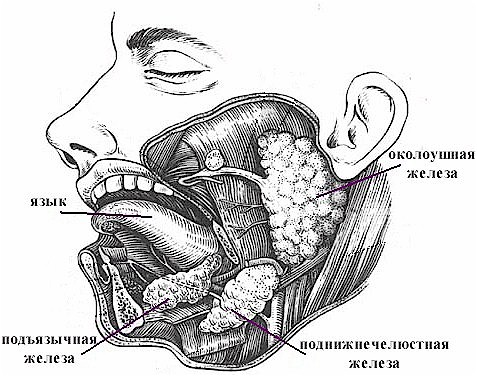 околоушная
железа
язык
подъязычная
железа
поднижнечелюстная
железа